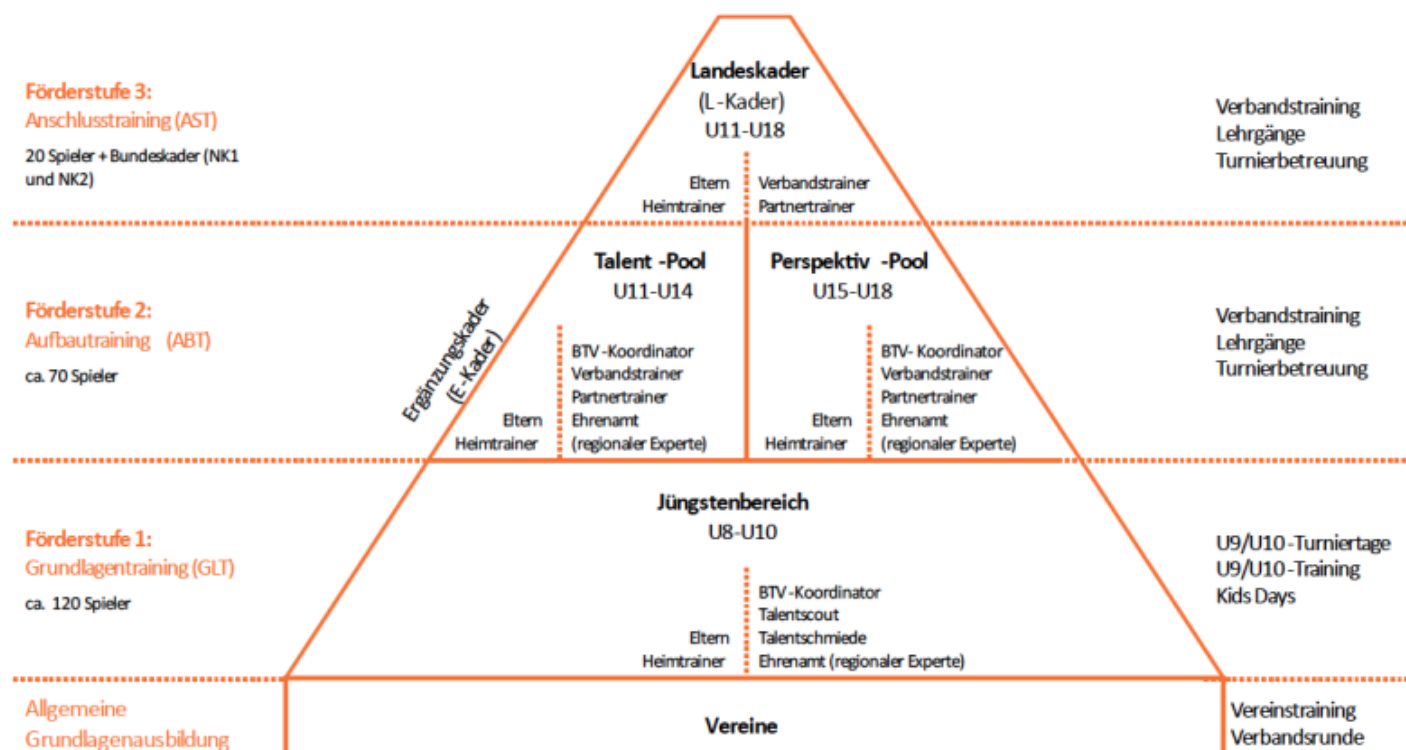 Förderstufe 3:
Anschlusstraining (AST)
20 Spieler + Bundeskader (NK1
und NK2)
Landeskader
(L-Kader)
U11-U18
Eltern
Heimtrainer
Verbandstrainer
Partnertrainer
Verbandstraining
Lehrgänge
Turnierbetreuung
Förderstufe 2:
Aufbautraining (ABT)
ca. 70 Spieler
Ergänzungskader
(E-Kader)
Talent -Pool
U11-U14
Eltern
Heimtrainer
BTV -Koordinator
Verbandstrainer
Partnertrainer
Ehrenamt
(regionaler Experte)
Perspektiv -Pool
U15-U18
Eltern
Heimtrainer
BTV- Koordinator
Verbandstrainer
Partnertrainer
Ehrenamt
(regionaler Experte)
Verbandstraining
Lehrgänge
Turnierbetreuung
Förderstufe 1:
Grundlagentraining (GLT)
ca. 120 Spieler
Jüngstenbereich
U8-U10
Eltern
Heimtrainer
BTV -Koordinator
Talentscout
Talentschmiede
Ehrenamt (regionaler Experte)
U9/U10 -Turniertage
U9/U10 -Training
Kids Days
Allgemeine
Grundlagenausbildung
Vereine
Vereinstraining
Verbandsrunde